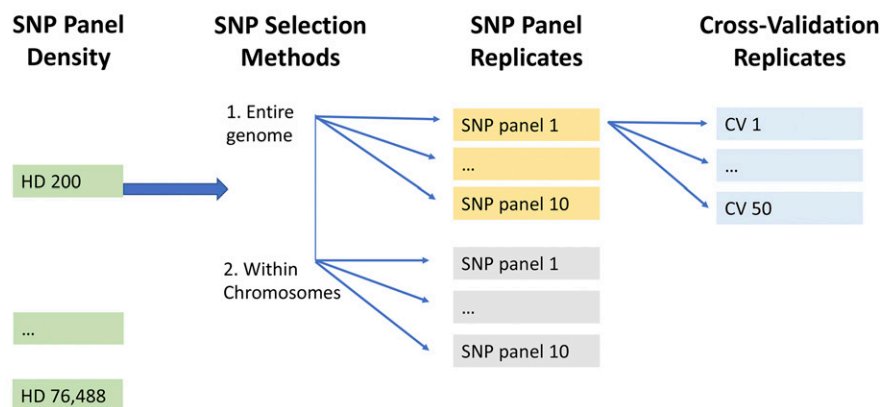 SNP Panel
Density
SNP Selection
Methods
SNP Panel
Replicates
Cross-Validation
Replicates
HD 200
...
HD 76,488
1. Entire
genome
2. Within
Chromosomes
SNP panel 1
...
SNP panel 10
SNP panel 1
...
SNP panel 10
CV 1
...
CV 50